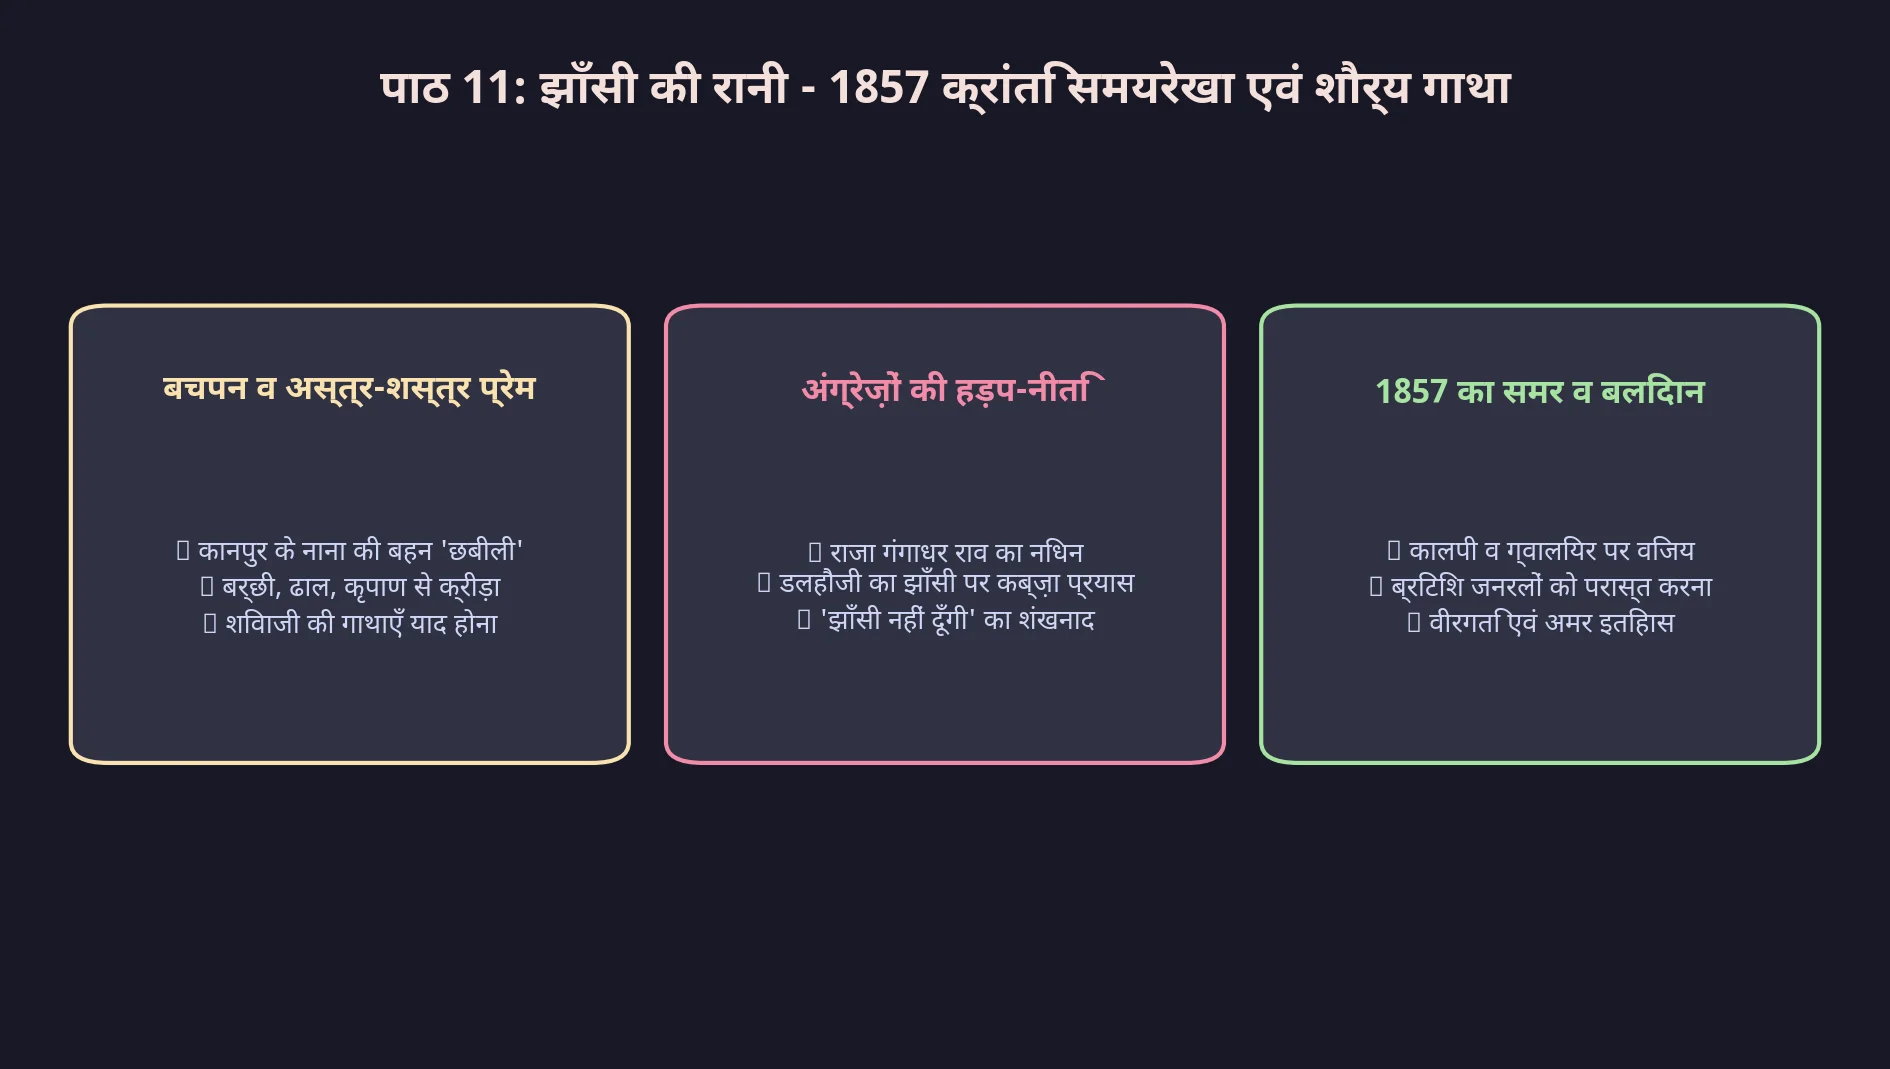 पाठ 11: झाँसी की रानी - 1857 क्रांति समयरेखा एवं शौर्य गाथा
बचपन व अस्त्र-शस्त्र प्रेम
▯ कानपुर के नाना की बहन 'छबीली'
▯ बर्छी, ढाल, कृपाण से क्रीड़ा
▯ शिवाजी की गाथाएँ याद होना
अंग्रेज़ों की हड़प-नीति
▯ राजा गंगाधर राव का निधन
▯ डलहौजी का झाँसी पर कब्ज़ा प्रयास
▯ 'झाँसी नहीं दूँगी' का शंखनाद
1857 का समर व बलिदान
▯ कालपी व ग्वालियर पर विजय
▯ ब्रिटिश जनरलों को परास्त करना
▯ वीरगति एवं अमर इतिहास